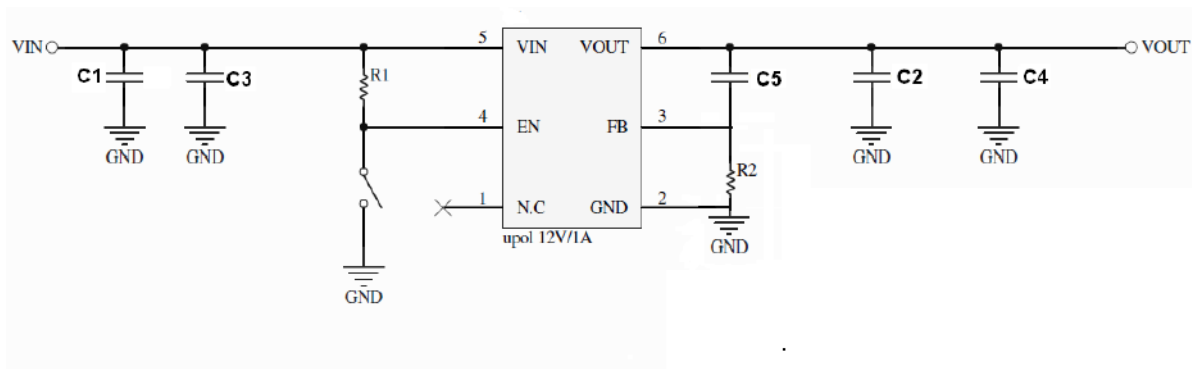 VIN
5
VIN
VOUT
6
VOUT
C1
C3
R1
C5
C2
C4
4
EN
FB
3
GND
GND
GND
GND
R2
1
N.C
GND
2
upol 12V/1A
GND
GND